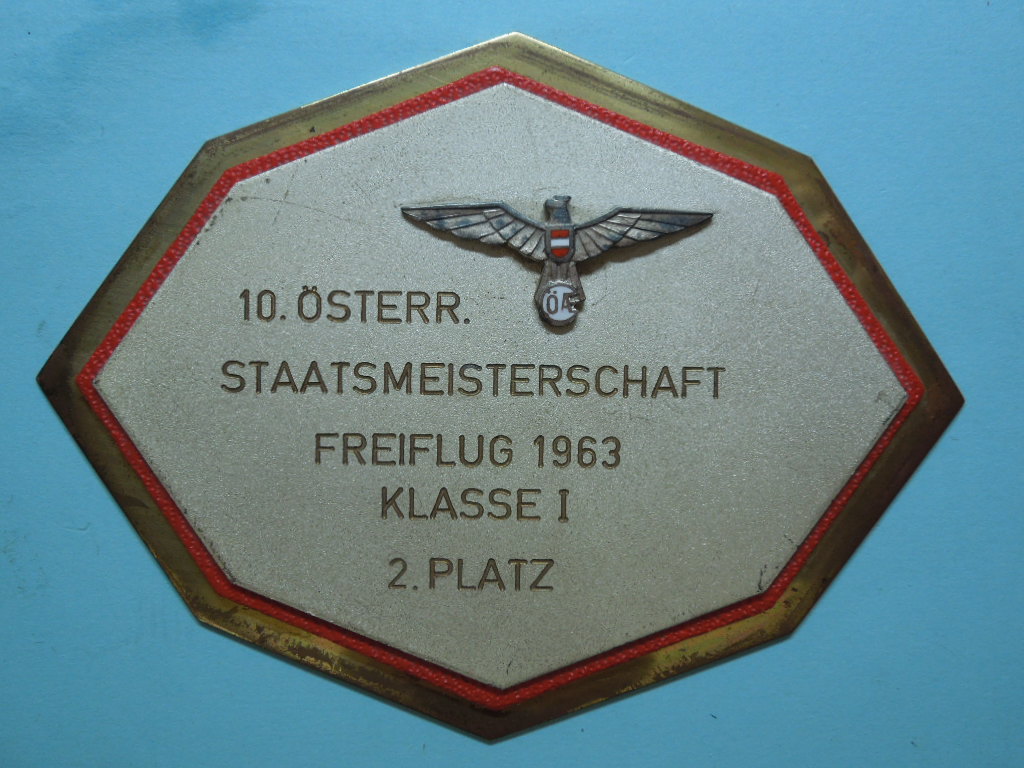 10. ÖSTERR.
STAATSMEISTERSCHAFT
FREIFLUG 1963
KLASSE I
2. PLATZ